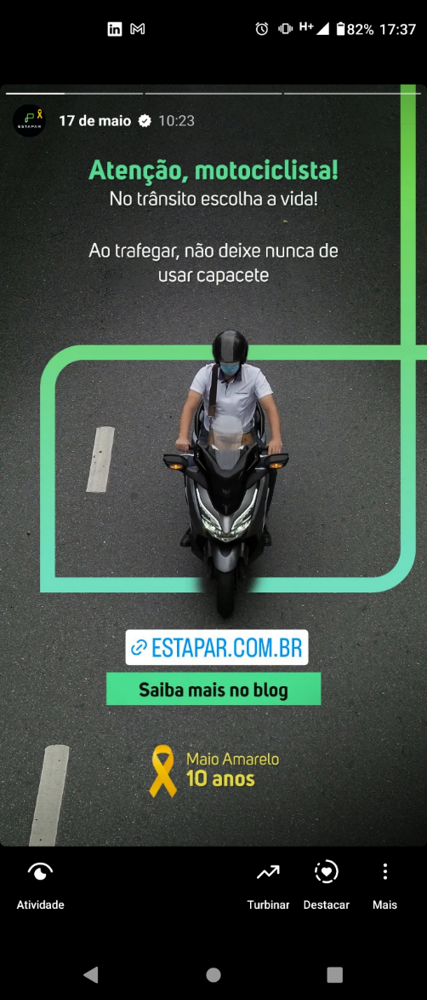 H+ 82% 17:37
ESTAPAR 17 de maio 10:23
Atenção, motociclista!
No trânsito escolha a vida!
Ao trafegar, não deixe nunca de
usar capacete
ESTAPAR.COM.BR
Saiba mais no blog
Maio Amarelo
10 anos
Atividade Turbinar Destacar Mais